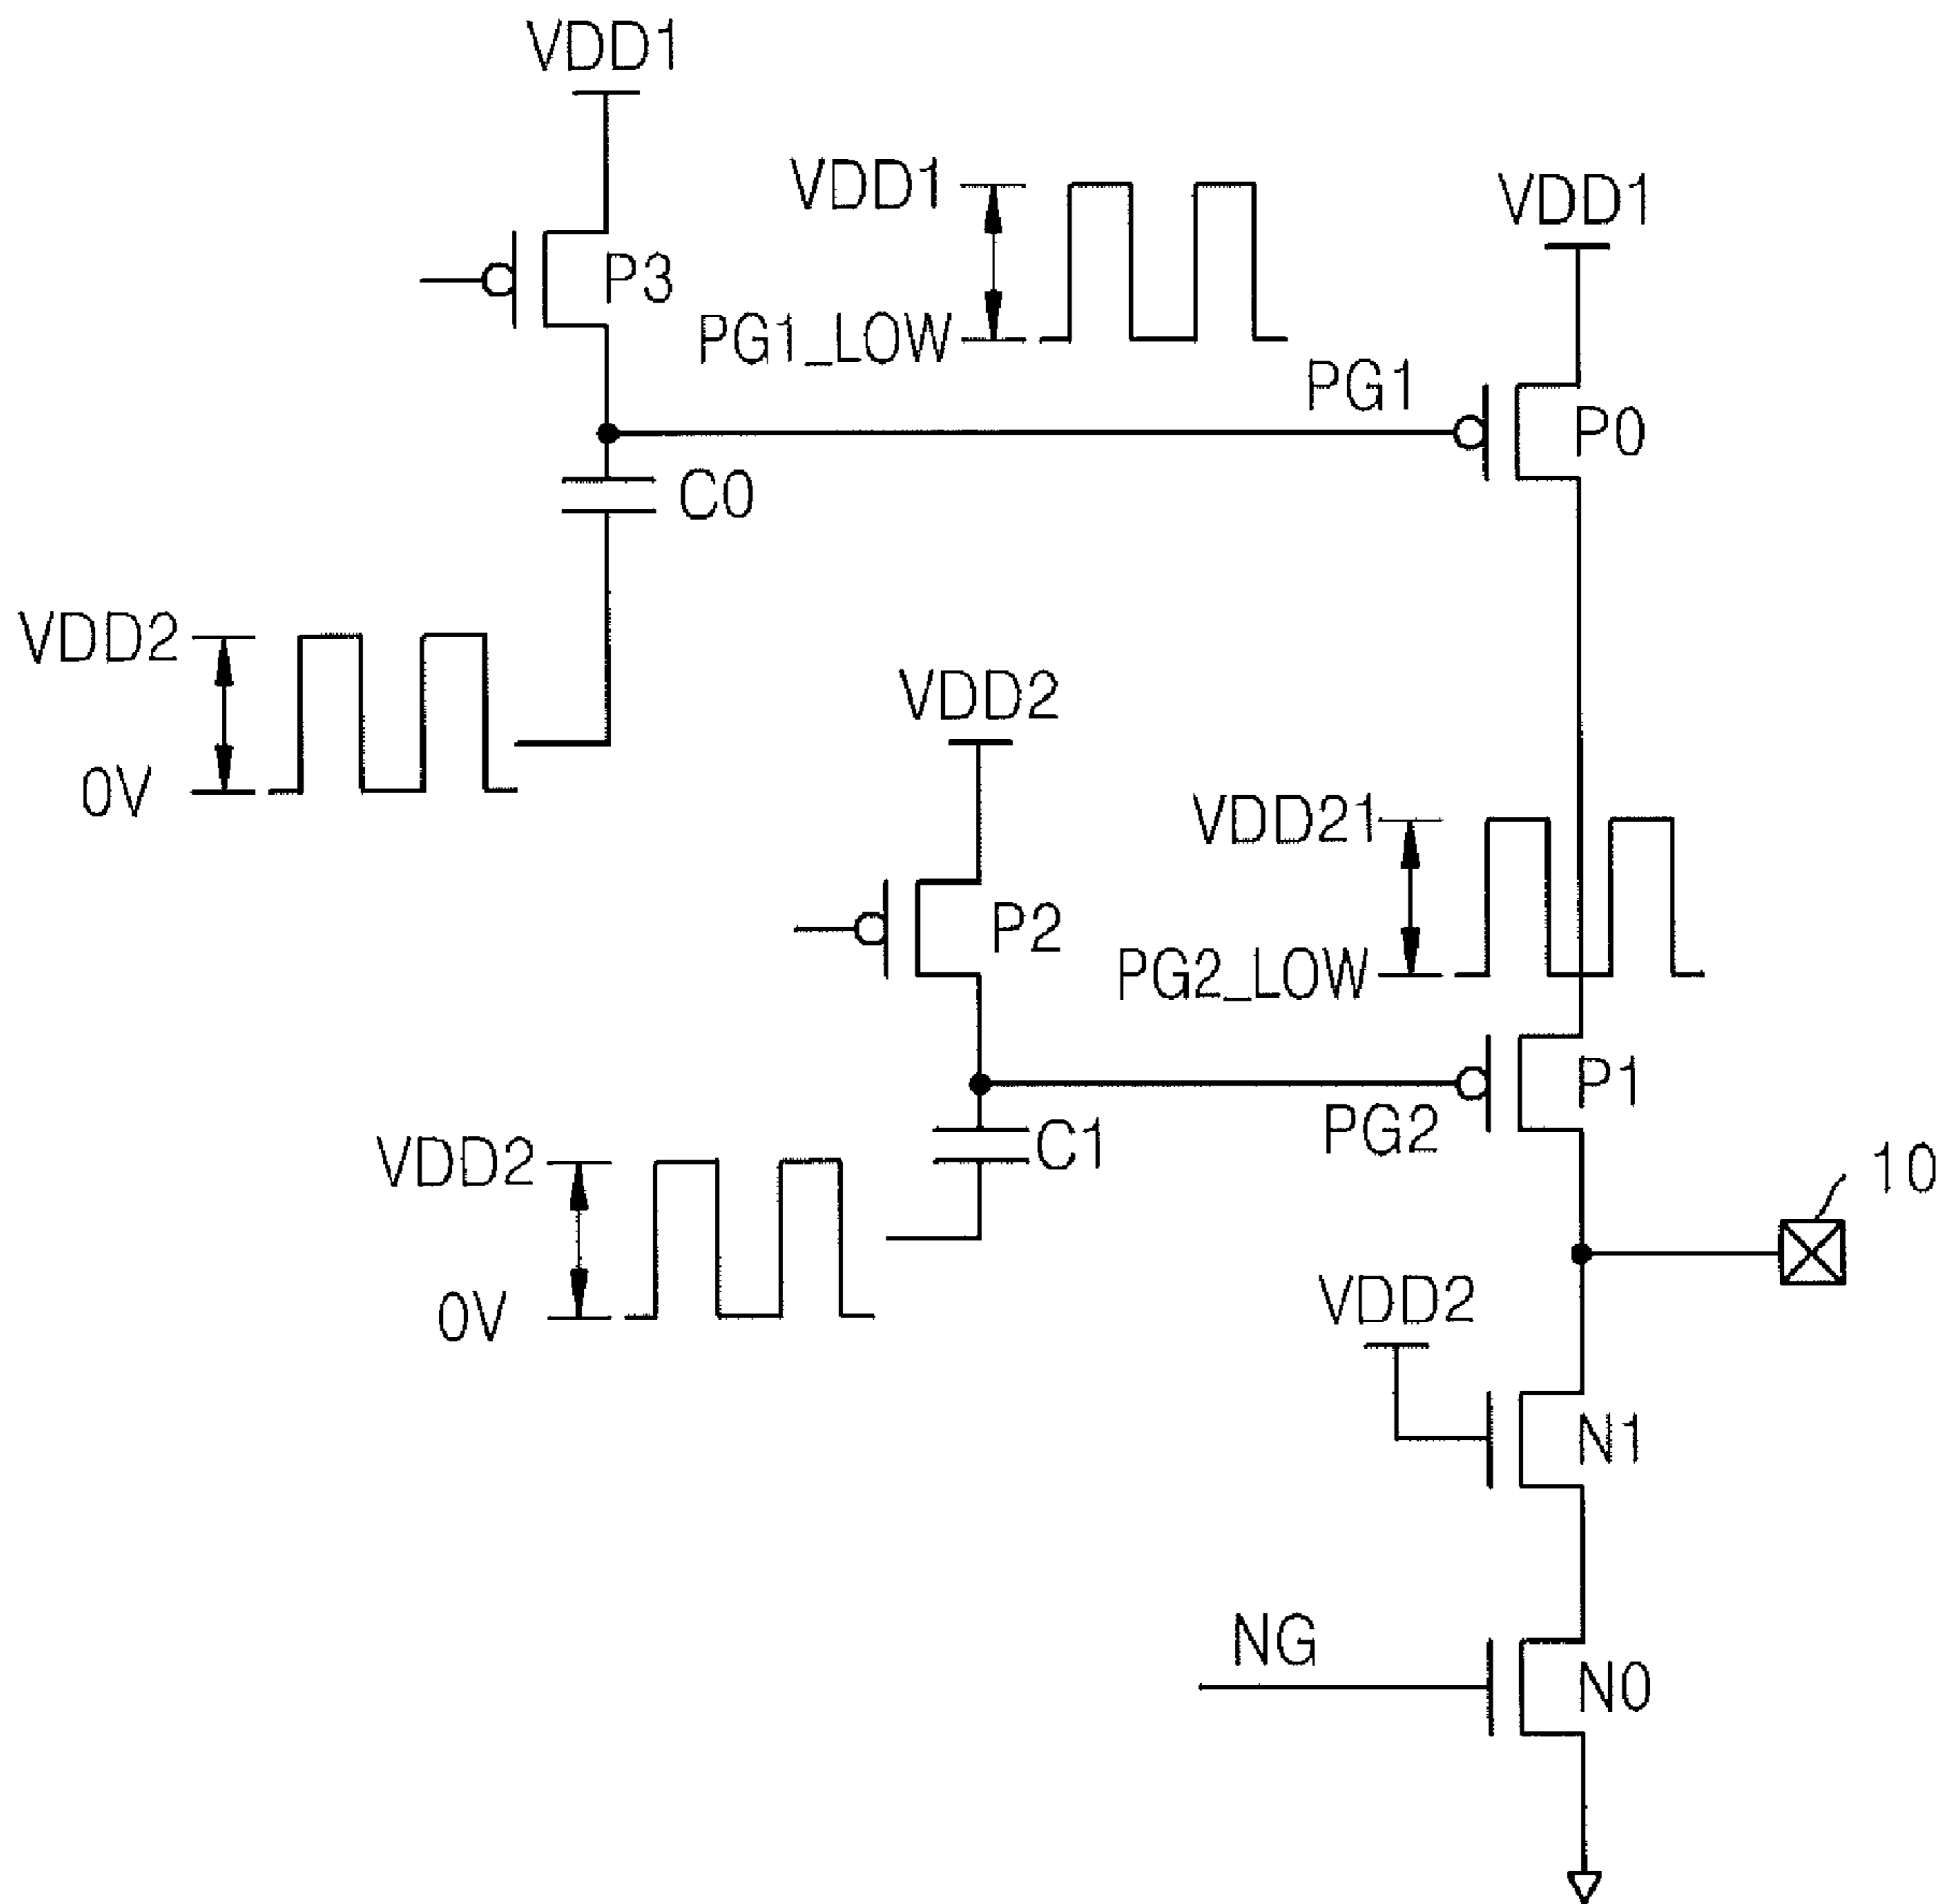 VDD1
VDD1
VDD1
P3
PG1_LOW
PG1
P0
C0
VDD2
VDD2
0V
VDD21
P2
PG2_LOW
P1
PG2
C1
VDD2
10
VDD2
0V
N1
NG
N0